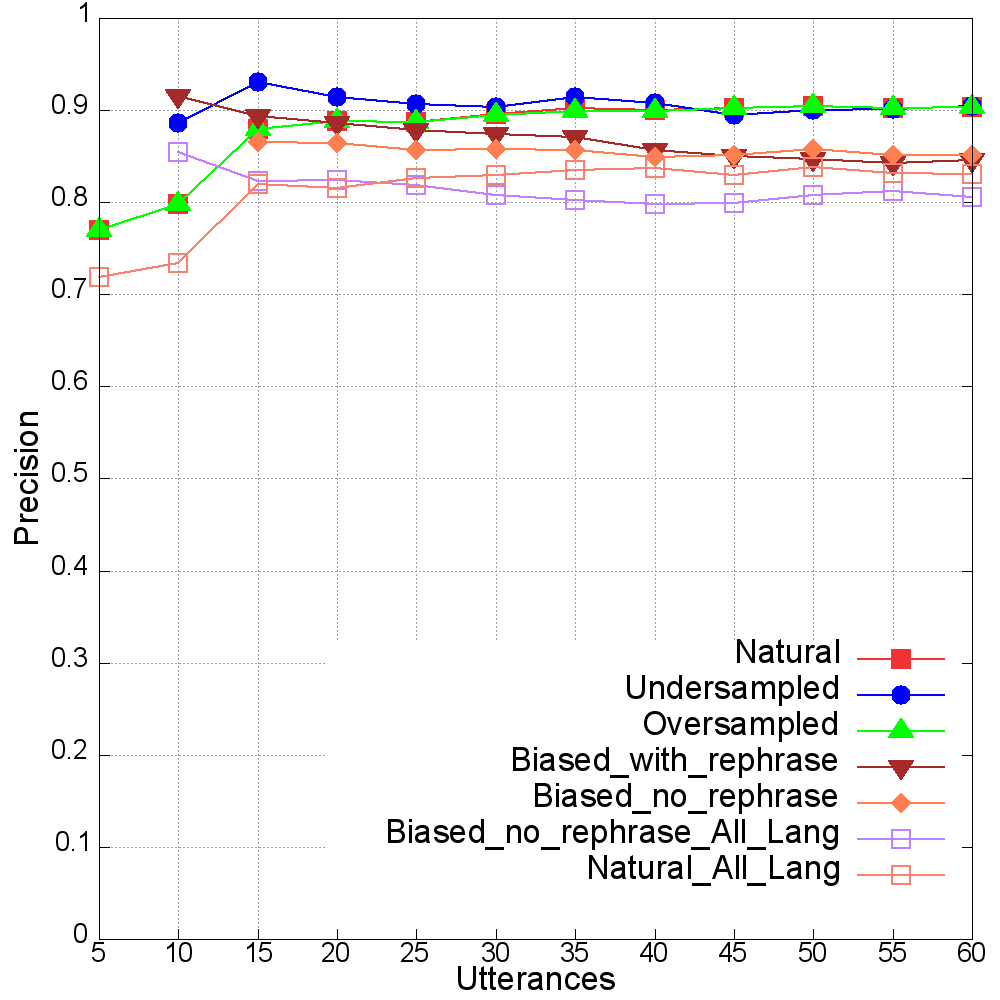 1
0.9
0.8
0.7
0.6
0.5
0.4
0.3
0.2
0.1
0
Precision
Natural
Undersampled
Oversampled
Biased_with_rephrase
Biased_no_rephrase
Biased_no_rephrase_All_Lang
Natural_All_Lang
5 10 15 20 25 30 35 40 45 50 55 60
Utterances